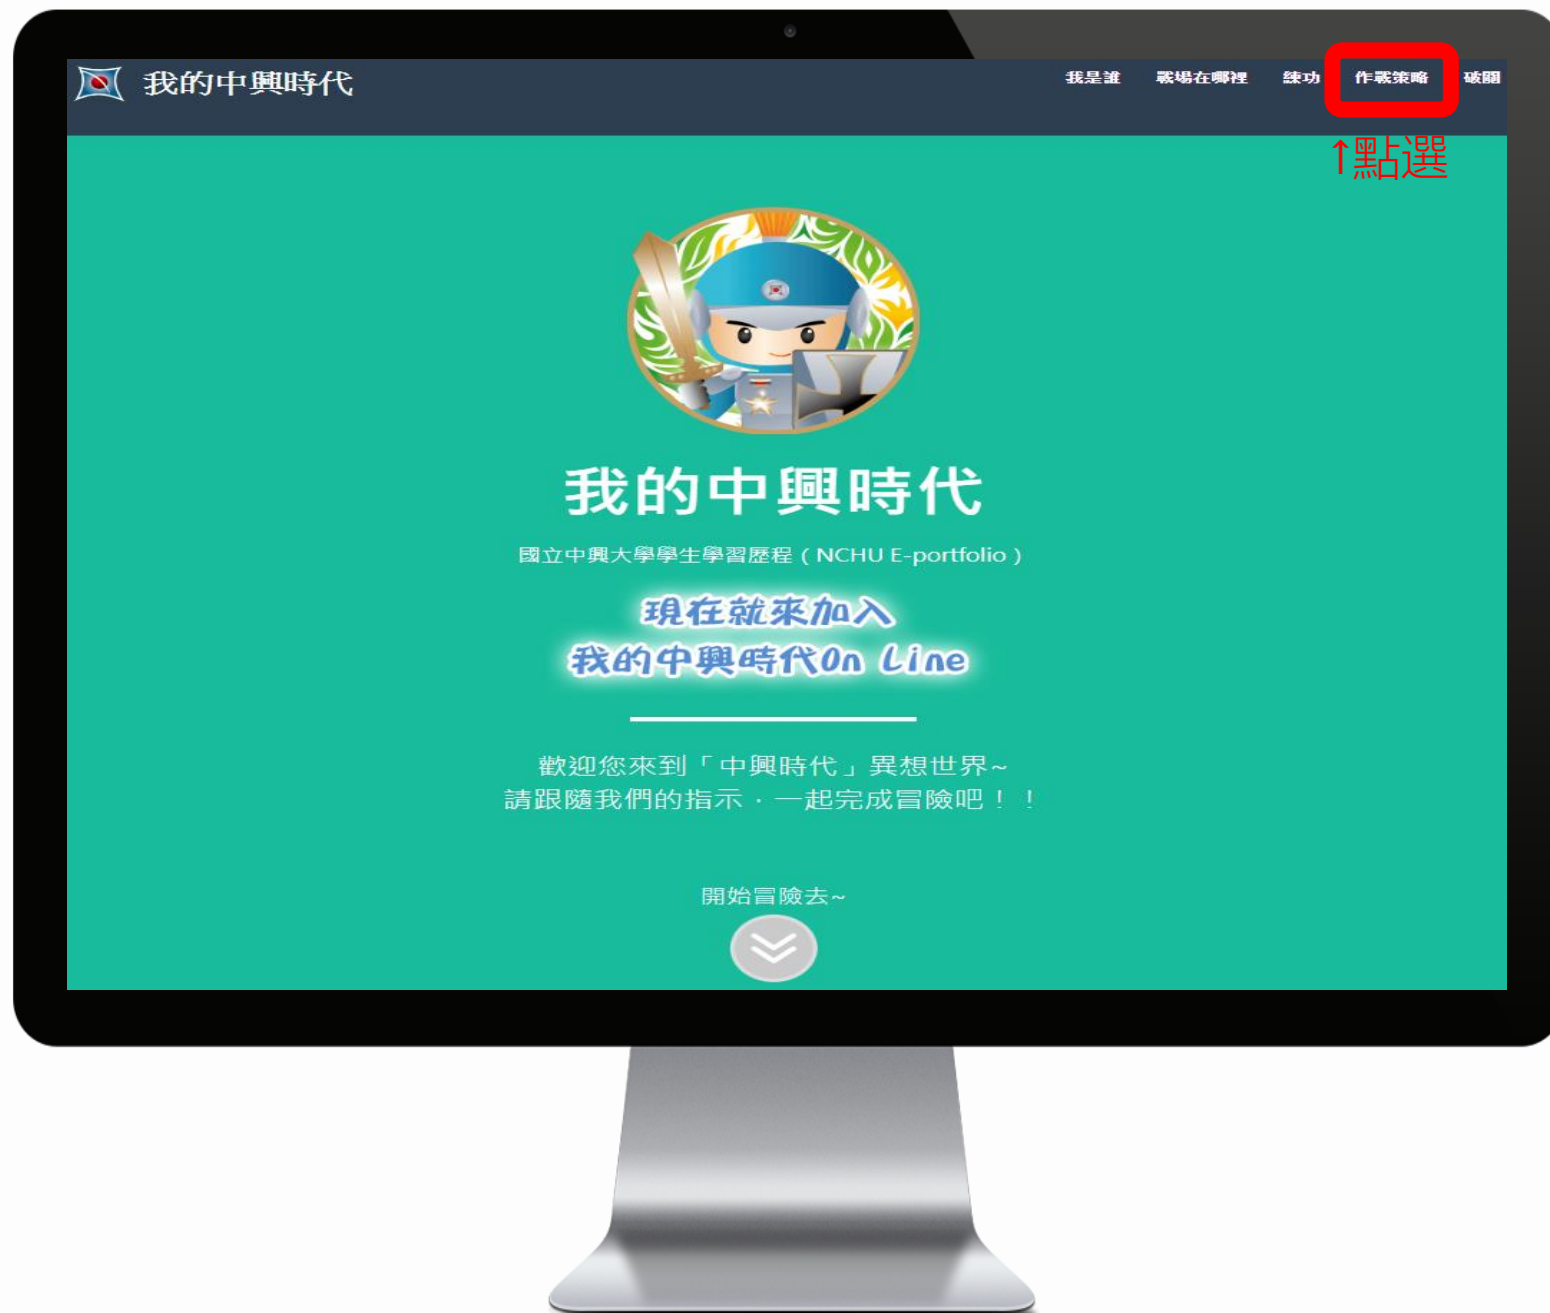 我的中興時代
我是誰 戰場在哪裡 練功 作戰策略 破關
↑點選
我的中興時代
國立中興大學學生學習歷程（NCHU E-portfolio）
現在就來加入
我的中興時代On Line
歡迎您來到「中興時代」異想世界~
請跟隨我們的指示，一起完成冒險吧！！
開始冒險去~